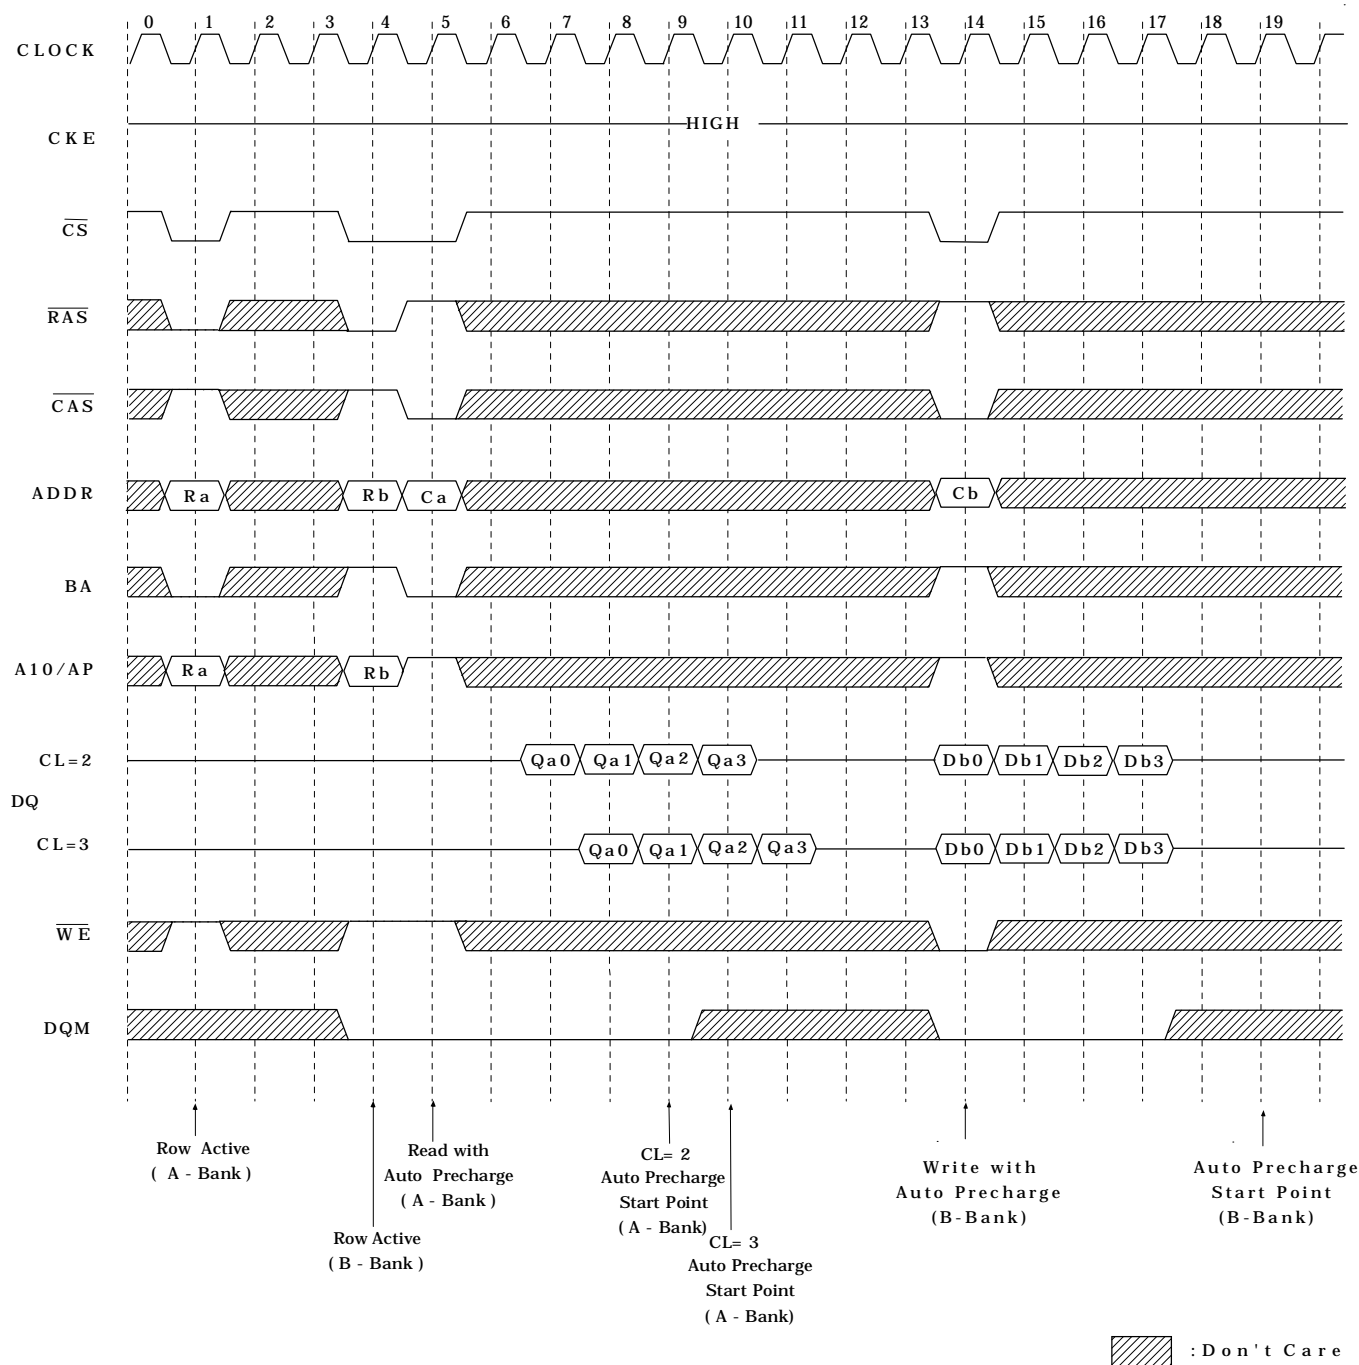 0 1 2 3 4 5 6 7 8 9 10 11 12 13 14 15 16 17 18 19
CLOCK
HIGH
CKE
CS
RAS
CAS
ADDR Ra Rb Ca Cb
BA
A10/AP Ra Rb
CL=2 Qa0 Qa1 Qa2 Qa3 Db0 Db1 Db2 Db3
DQ
CL=3 Qa0 Qa1 Qa2 Qa3 Db0 Db1 Db2 Db3
WE
DQM
Row Active
( A - Bank )
Row Active
( B - Bank )
Read with
Auto Precharge
( A - Bank )
CL= 2
Auto Precharge
Start Point
( A - Bank)
CL= 3
Auto Precharge
Start Point
( A - Bank)
Write with
Auto Precharge
(B-Bank)
Auto Precharge
Start Point
(B-Bank)
:Don't Care